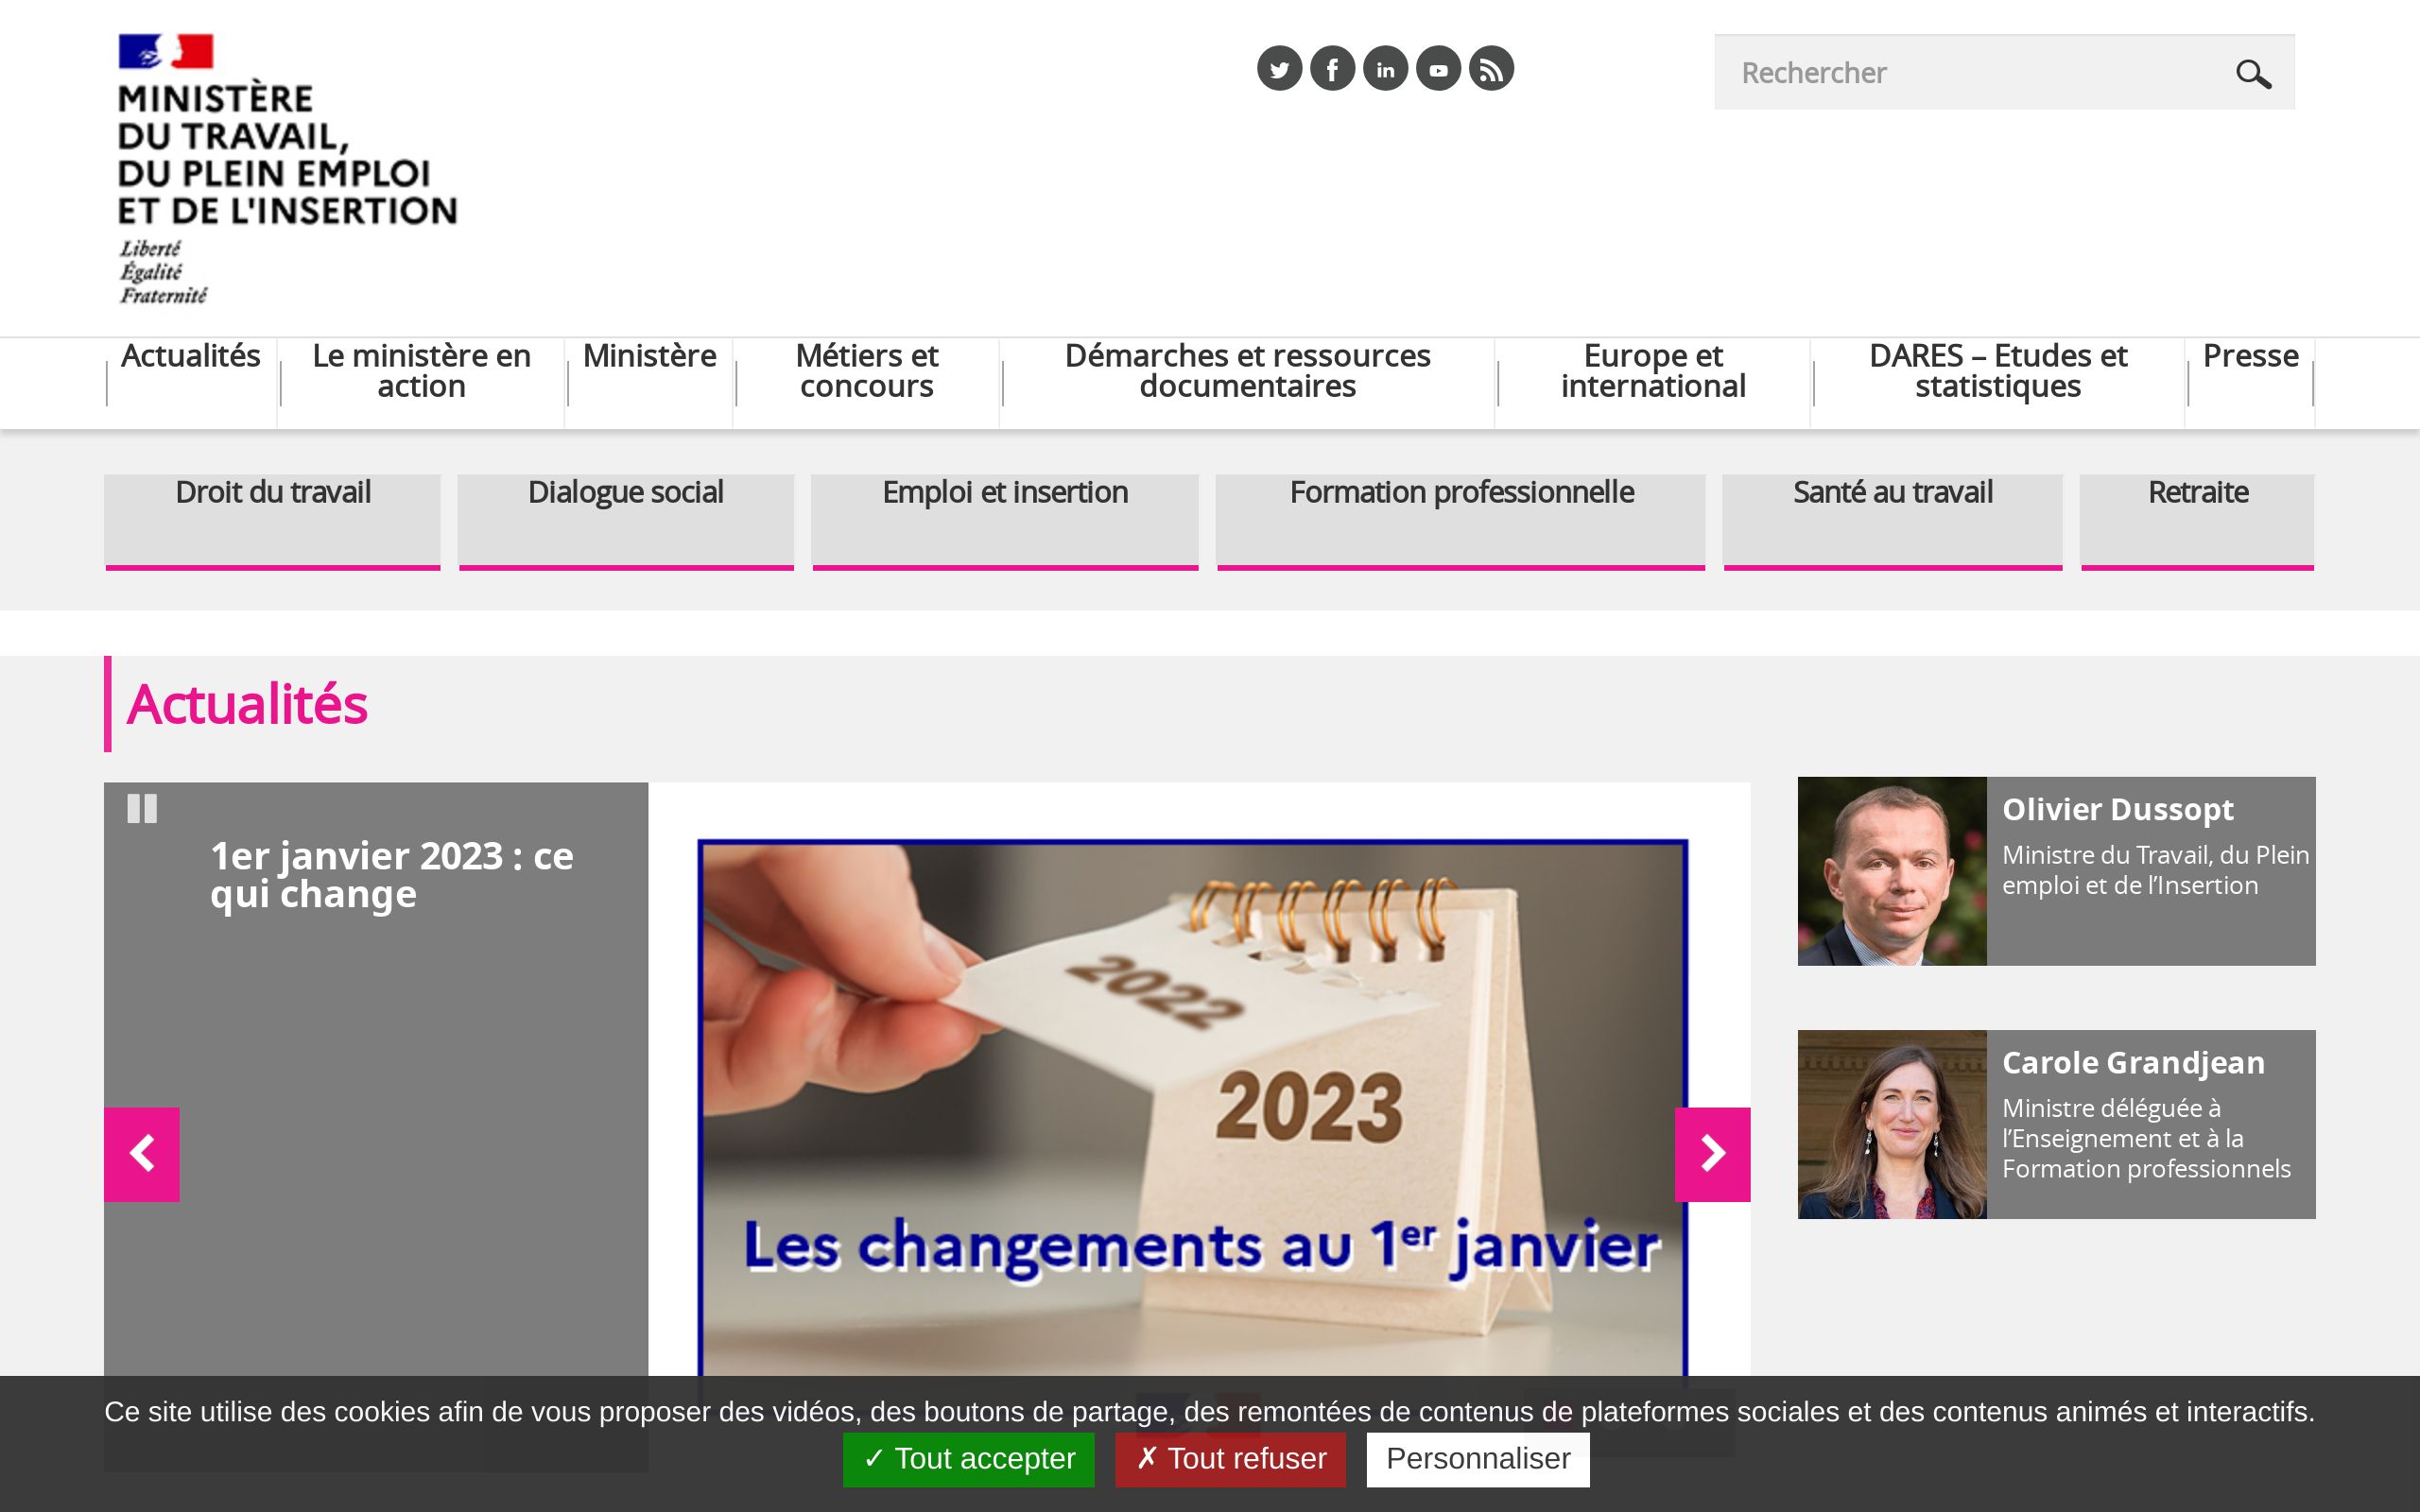 MINISTÈRE
DU TRAVAIL,
DU PLEIN EMPLOI
ET DE L'INSERTION
Liberté
Égalité
Fraternité
Rechercher
Actualités
Le ministère en
action
Ministère
Métiers et
concours
Démarches et ressources
documentaires
Europe et
international
DARES – Etudes et
statistiques
Presse
Droit du travail
Dialogue social
Emploi et insertion
Formation professionnelle
Santé au travail
Retraite
Actualités
1er janvier 2023 : ce
qui change
2022
2023
Les changements au 1er janvier
Olivier Dussopt
Ministre du Travail, du Plein
emploi et de l’Insertion
Carole Grandjean
Ministre déléguée à
l’Enseignement et à la
Formation professionnels
Ce site utilise des cookies afin de vous proposer des vidéos, des boutons de partage, des remontées de contenus de plateformes sociales et des contenus animés et interactifs.
✓ Tout accepter
✗ Tout refuser
Personnaliser